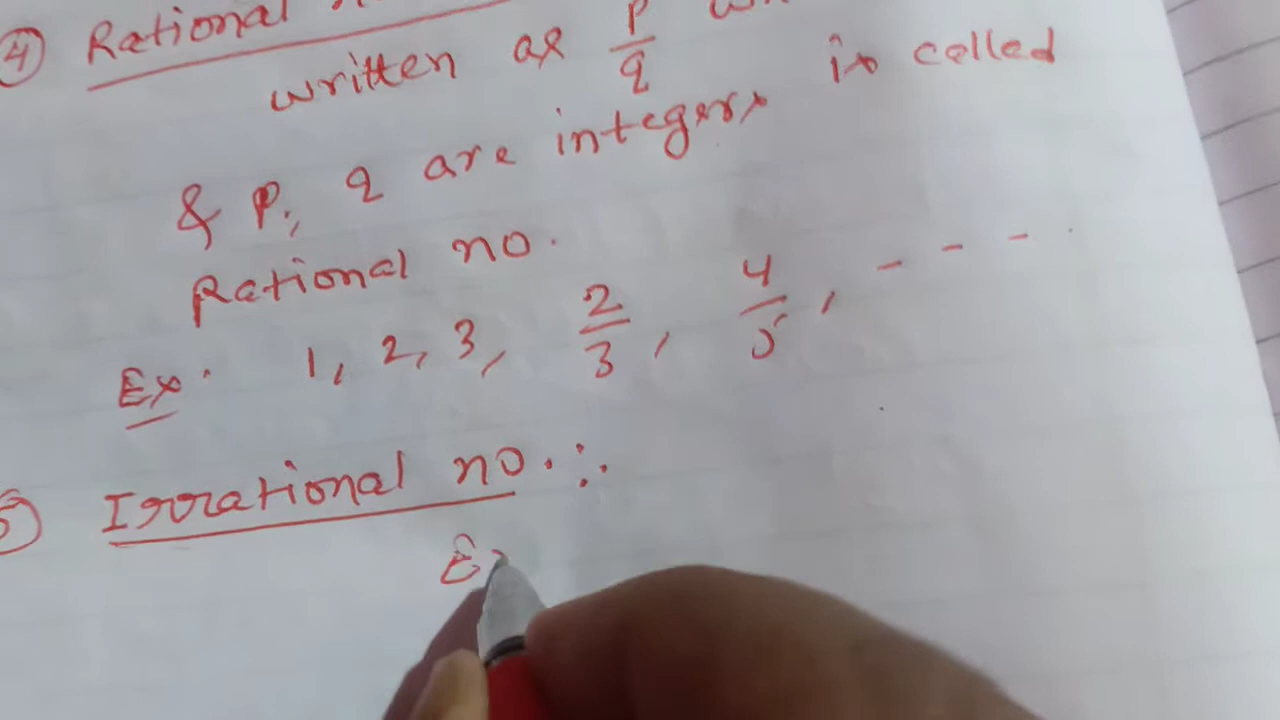 ④ Rational
written as p/q
& p, q are integers is called
Rational no.
Ex. 1, 2, 3, 2/3, 4/5, - - - .
Irrational no. :